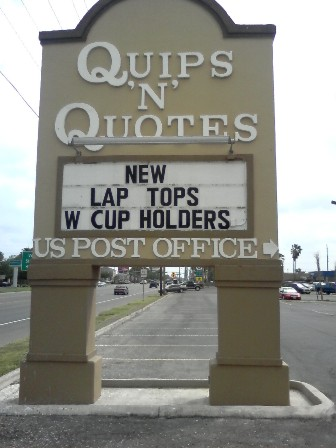 QUIPS
'N'
QUOTES
NEW
LAP TOPS
W CUP HOLDERS
US POST OFFICE →